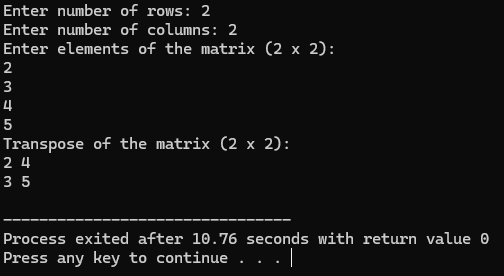 Enter number of rows: 2
Enter number of columns: 2
Enter elements of the matrix (2 x 2):
2
3
4
5
Transpose of the matrix (2 x 2):
2 4
3 5
--------------------------------
Process exited after 10.76 seconds with return value 0
Press any key to continue . . .